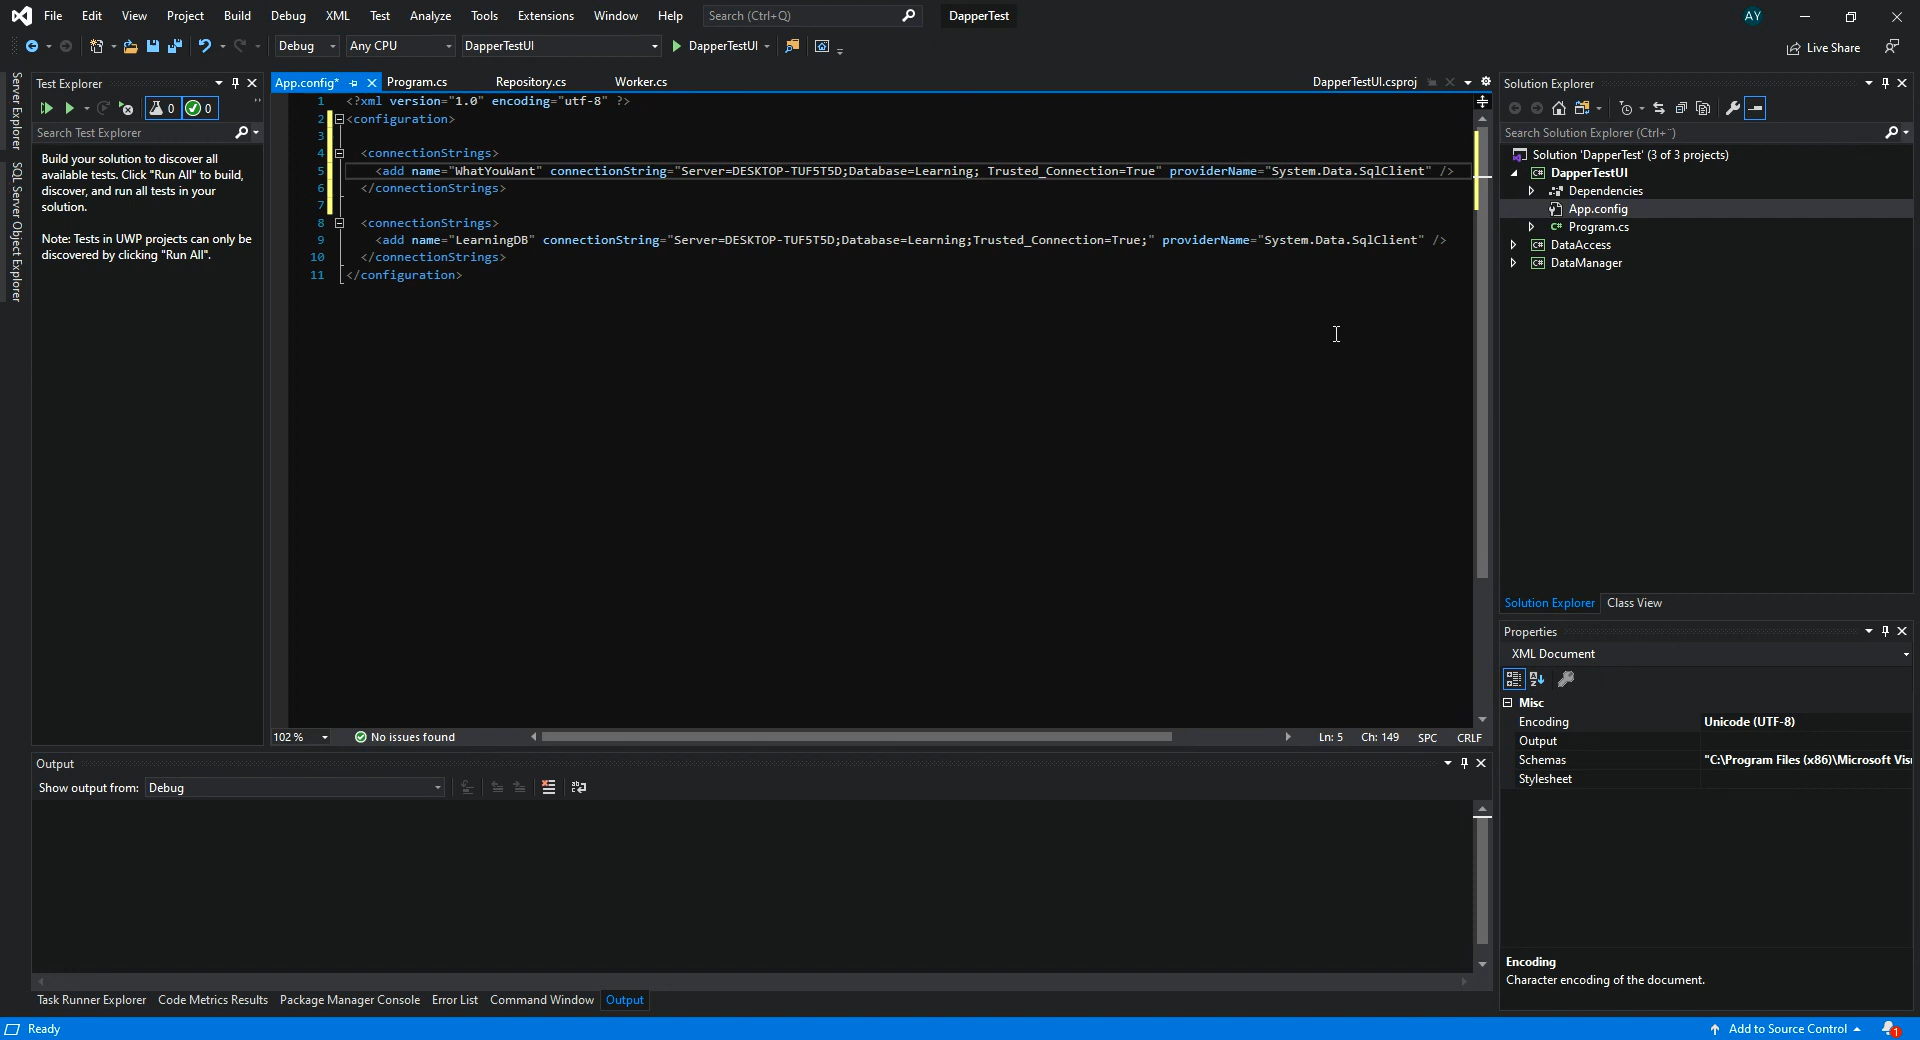 File Edit View Project Build Debug XML Test Analyze Tools Extensions Window Help Search (Ctrl+Q) DapperTest AY
Debug Any CPU DapperTestUI DapperTestUI Live Share
Server Explorer
SQL Server Object Explorer
Test Explorer
0 0
Search Test Explorer
Build your solution to discover all
available tests. Click "Run All" to build,
discover, and run all tests in your
solution.
Note: Tests in UWP projects can only be
discovered by clicking "Run All".
App.config* Program.cs Repository.cs Worker.cs DapperTestUI.csproj
1 <?xml version="1.0" encoding="utf-8" ?>
2 <configuration>
3
4 <connectionStrings>
5 <add name="WhatYouWant" connectionString="Server=DESKTOP-TUF5T5D;Database=Learning; Trusted_Connection=True" providerName="System.Data.SqlClient" />
6 </connectionStrings>
7
8 <connectionStrings>
9 <add name="LearningDB" connectionString="Server=DESKTOP-TUF5T5D;Database=Learning;Trusted_Connection=True;" providerName="System.Data.SqlClient" />
10 </connectionStrings>
11 </configuration>
102 % No issues found Ln: 5 Ch: 149 SPC CRLF
Output
Show output from: Debug
Task Runner Explorer Code Metrics Results Package Manager Console Error List Command Window Output
Solution Explorer
Search Solution Explorer (Ctrl+¨)
Solution 'DapperTest' (3 of 3 projects)
DapperTestUI
Dependencies
App.config
C# Program.cs
DataAccess
DataManager
Solution Explorer Class View
Properties
XML Document
Misc
Encoding Unicode (UTF-8)
Output
Schemas "C:\Program Files (x86)\Microsoft Vis
Stylesheet
Encoding
Character encoding of the document.
Ready Add to Source Control 1